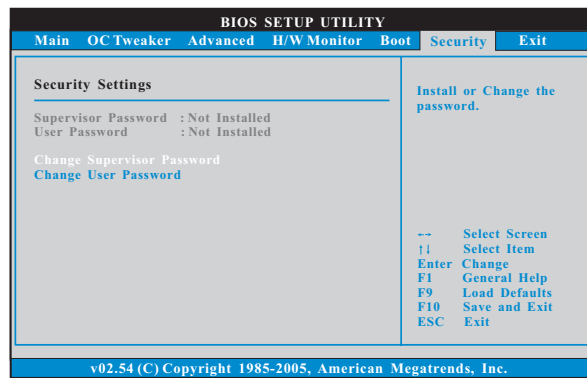 BIOS SETUP UTILITY
Main OC Tweaker Advanced H/W Monitor Boot Security Exit
Security Settings
Supervisor Password : Not Installed
User Password : Not Installed
Change Supervisor Password
Change User Password
Install or Change the
password.
←→ Select Screen
↑↓ Select Item
Enter Change
F1 General Help
F9 Load Defaults
F10 Save and Exit
ESC Exit
v02.54 (C) Copyright 1985-2005, American Megatrends, Inc.